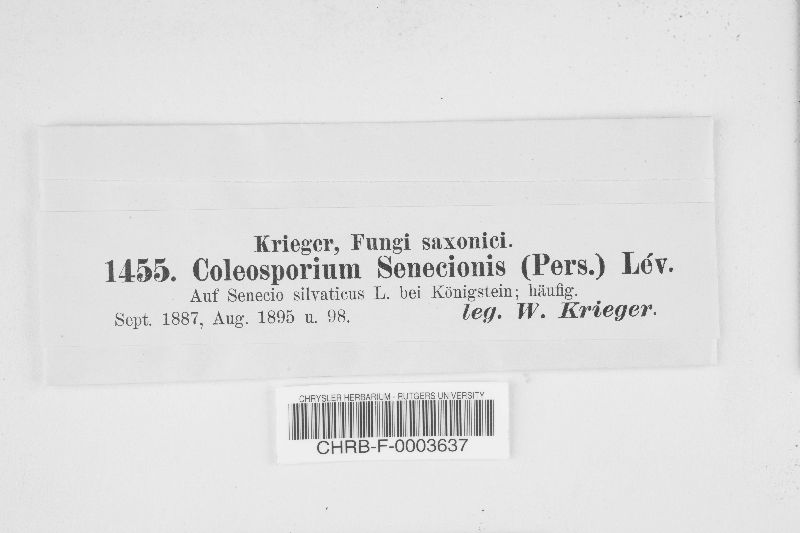 Krieger, Fungi saxonici.
1455. Coleosporium Senecionis (Pers.) Lév.
Auf Senecio silvaticus L. bei Königstein; häufig.
Sept. 1887, Aug. 1895 u. 98. leg. W. Krieger.
CHRYSLER HERBARIUM - RUTGERS UNIVERSITY
CHRB-F-0003637